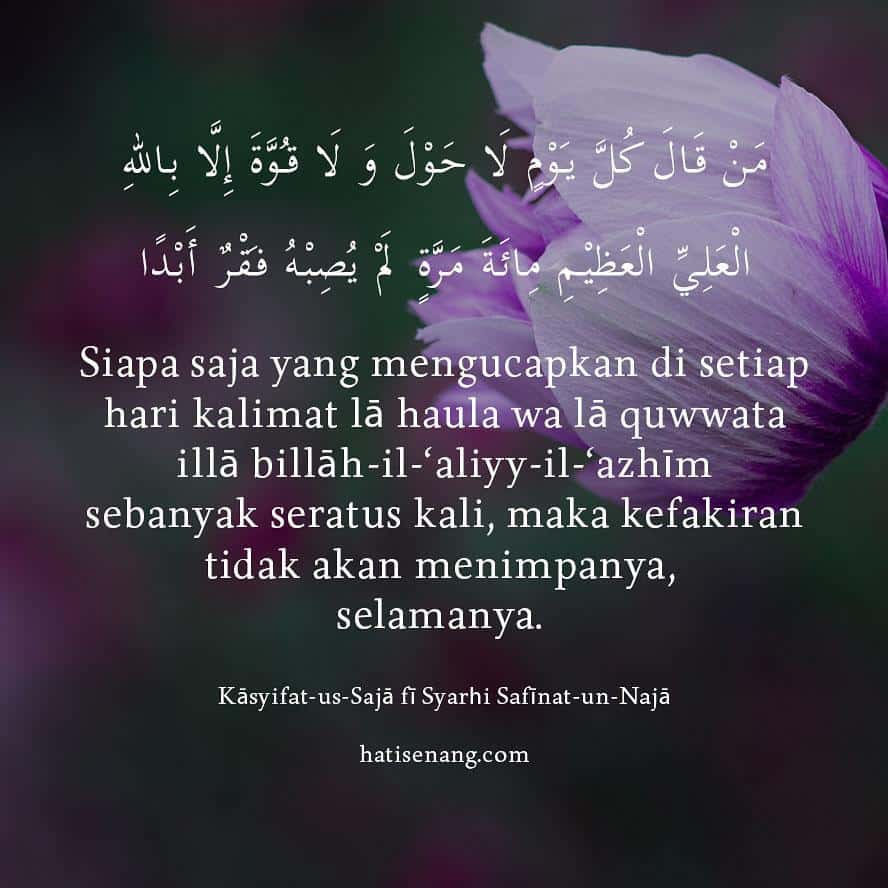 مَنْ قَالَ كُلَّ يَوْمٍ لَا حَوْلَ وَ لَا قُوَّةَ إِلَّا بِاللهِ
الْعَلِيِّ الْعَظِيْمِ مِائَةَ مَرَّةٍ لَمْ يُصِبْهُ فَقْرٌ أَبْدًا
Siapa saja yang mengucapkan di setiap
hari kalimat lā haula wa lā quwwata
illā billāh-il-‘aliyy-il-‘azhīm
sebanyak seratus kali, maka kefakiran
tidak akan menimpanya,
selamanya.
Kāsyifat-us-Sajā fī Syarhi Safīnat-un-Najā
hatisenang.com